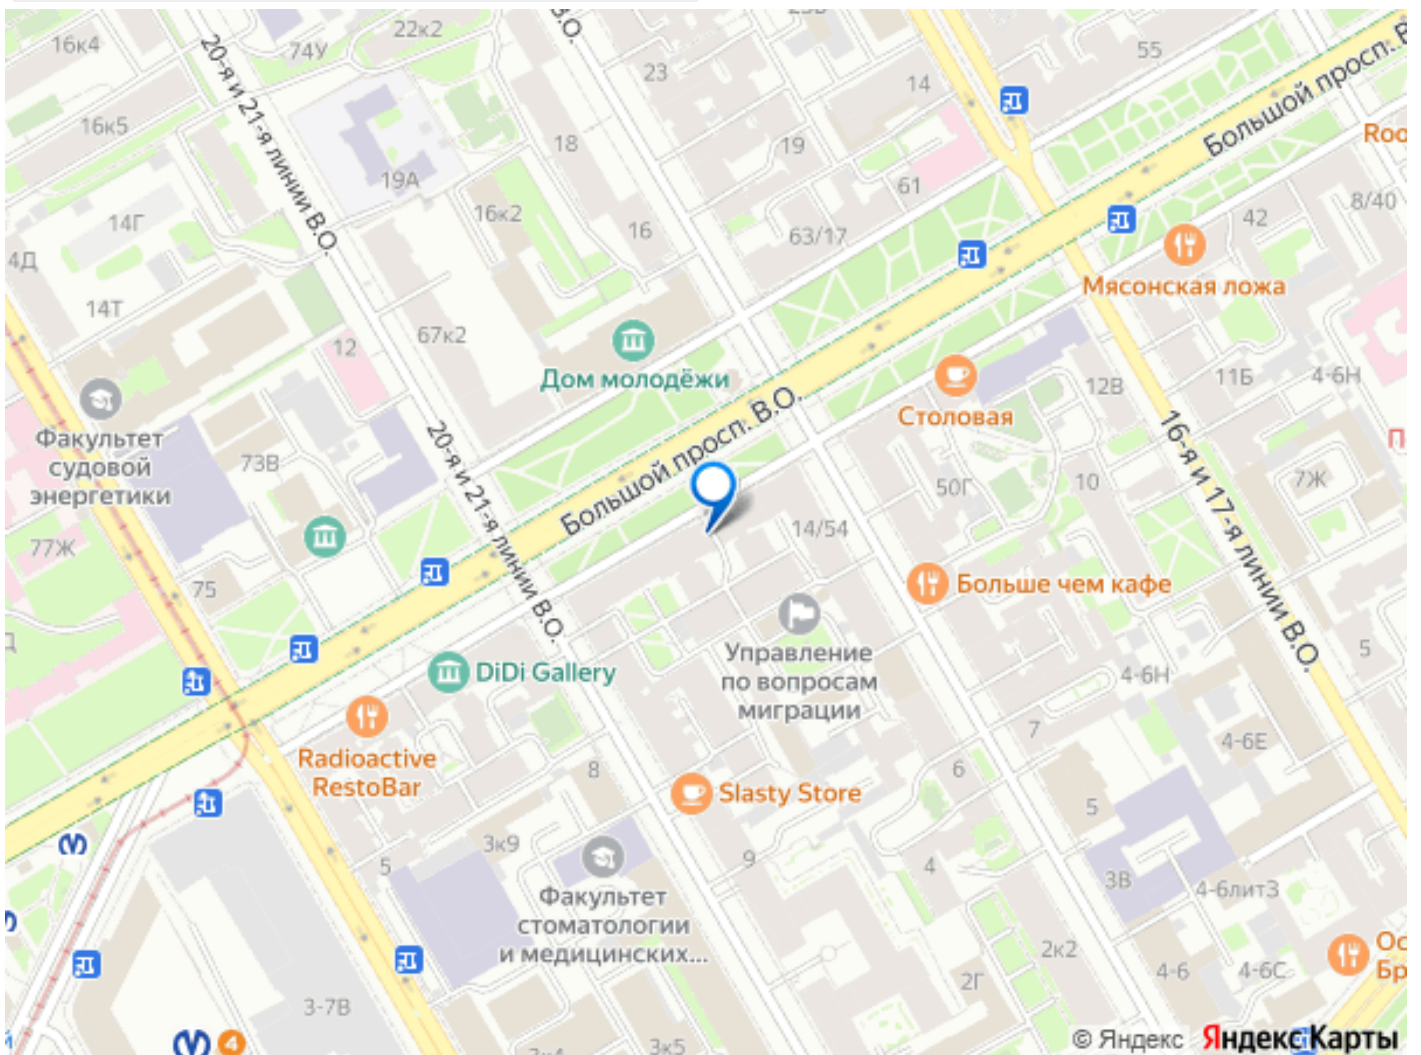 22к2
В.О.
16к4
74У
23
55
14
20-я и 21-я линии В.О.
Большой просп. В
16к5
18
19
Roo
19А
61
16к2
14Г
16
63/17
42
8/40
4Д
Мясонская ложа
14Т
67к2
12
Дом молодёжи
11Б
4-6Н
12В
Столовая
Большой просп. В.О.
16-я и 17-я линии В.О.
Факультет
судовой
энергетики
73В
20-я и 21-я линии В.О.
П
7Ж
10
50Г
14/54
77Ж
75
Больше чем кафе
Управление
по вопросам
миграции
DiDi Gallery
5
4-6Н
7
4-6Е
Radioactive
RestoBar
8
6
Slasty Store
5
3к9
5
9
4
3В
4-6лит3
Факультет
стоматологии
и медицинских...
2к2
4-6
4-6С
Ос
Бр
2Г
3-7В
4
3к5
© Яндекс Яндекс Карты